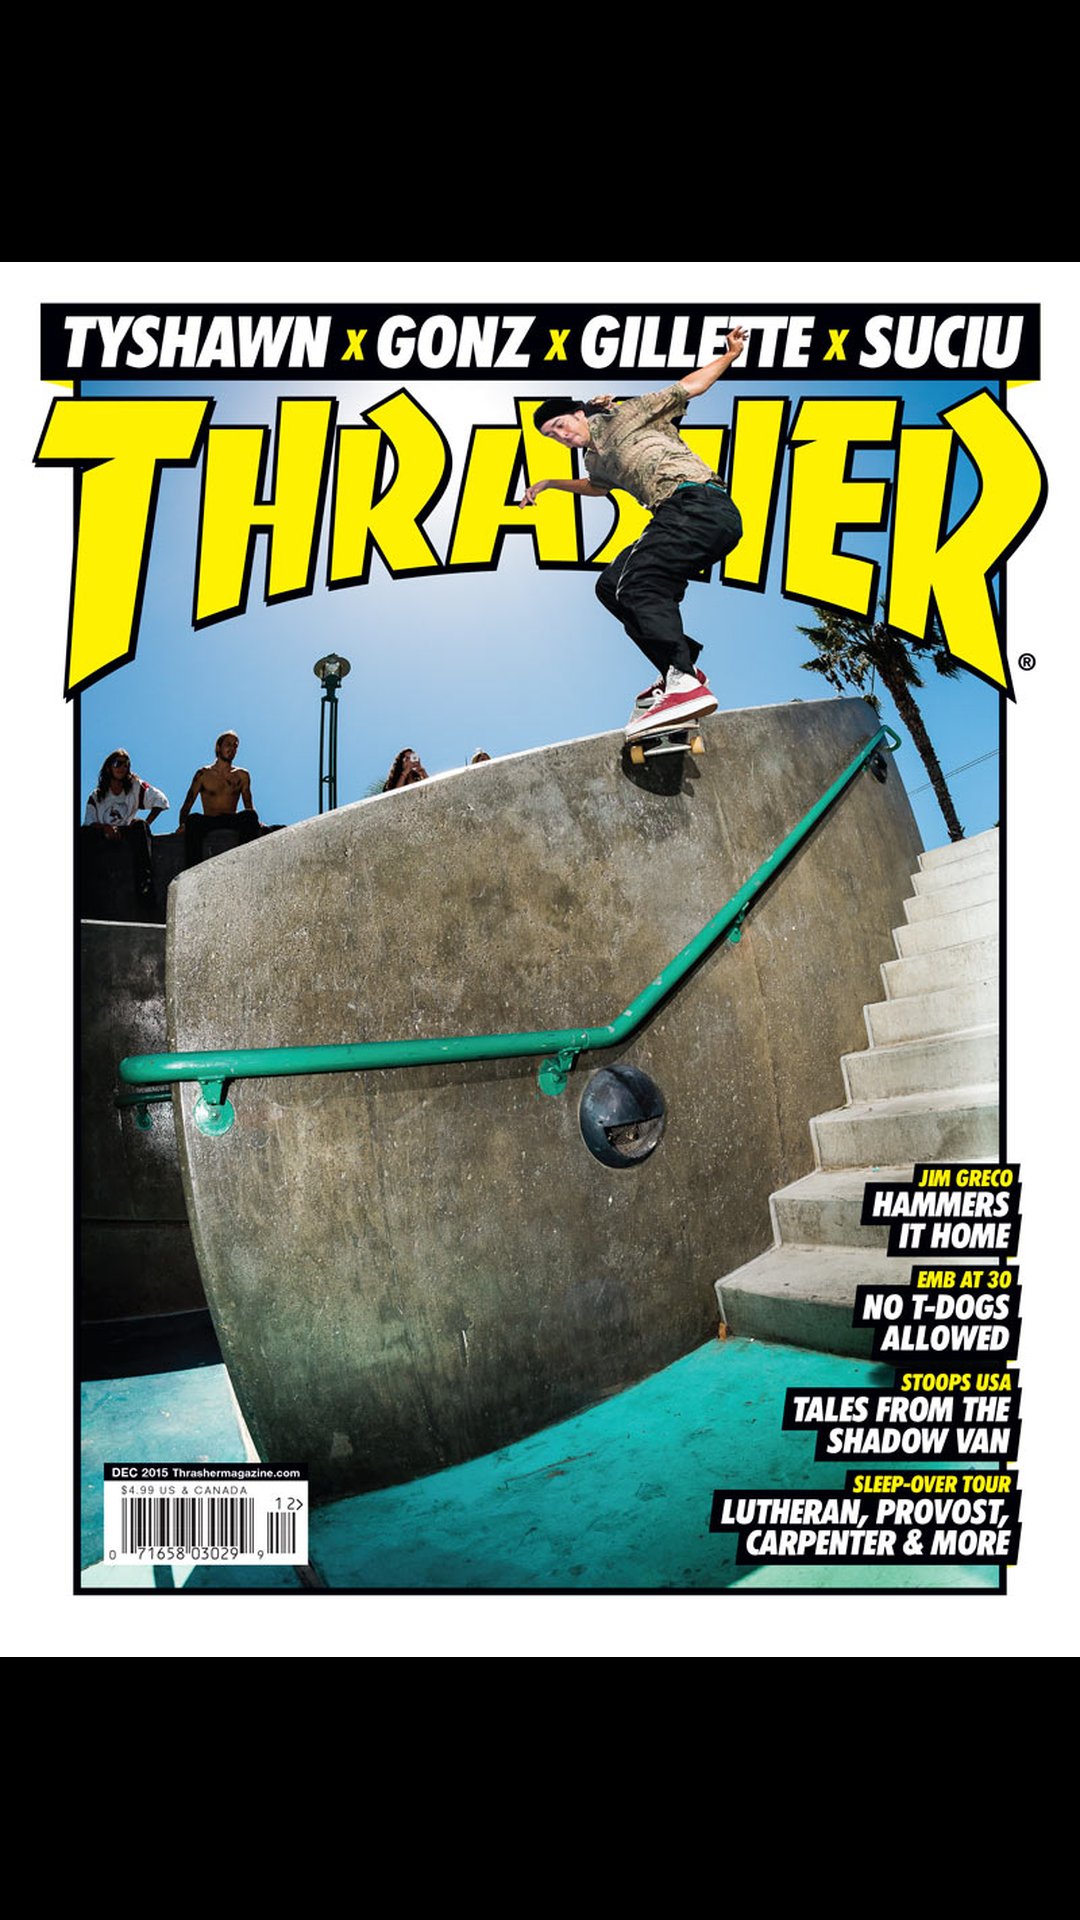 TYSHAWN x GONZ x GILLETTE x SUCIU
THRASHER
®
JIM GRECO
HAMMERS
IT HOME
EMB AT 30
NO T-DOGS
ALLOWED
STOOPS USA
TALES FROM THE
SHADOW VAN
SLEEP-OVER TOUR
LUTHERAN, PROVOST,
CARPENTER & MORE
DEC 2015 Thrashermagazine.com
$4.99 US & CANADA
12>
0 71658 03029 9